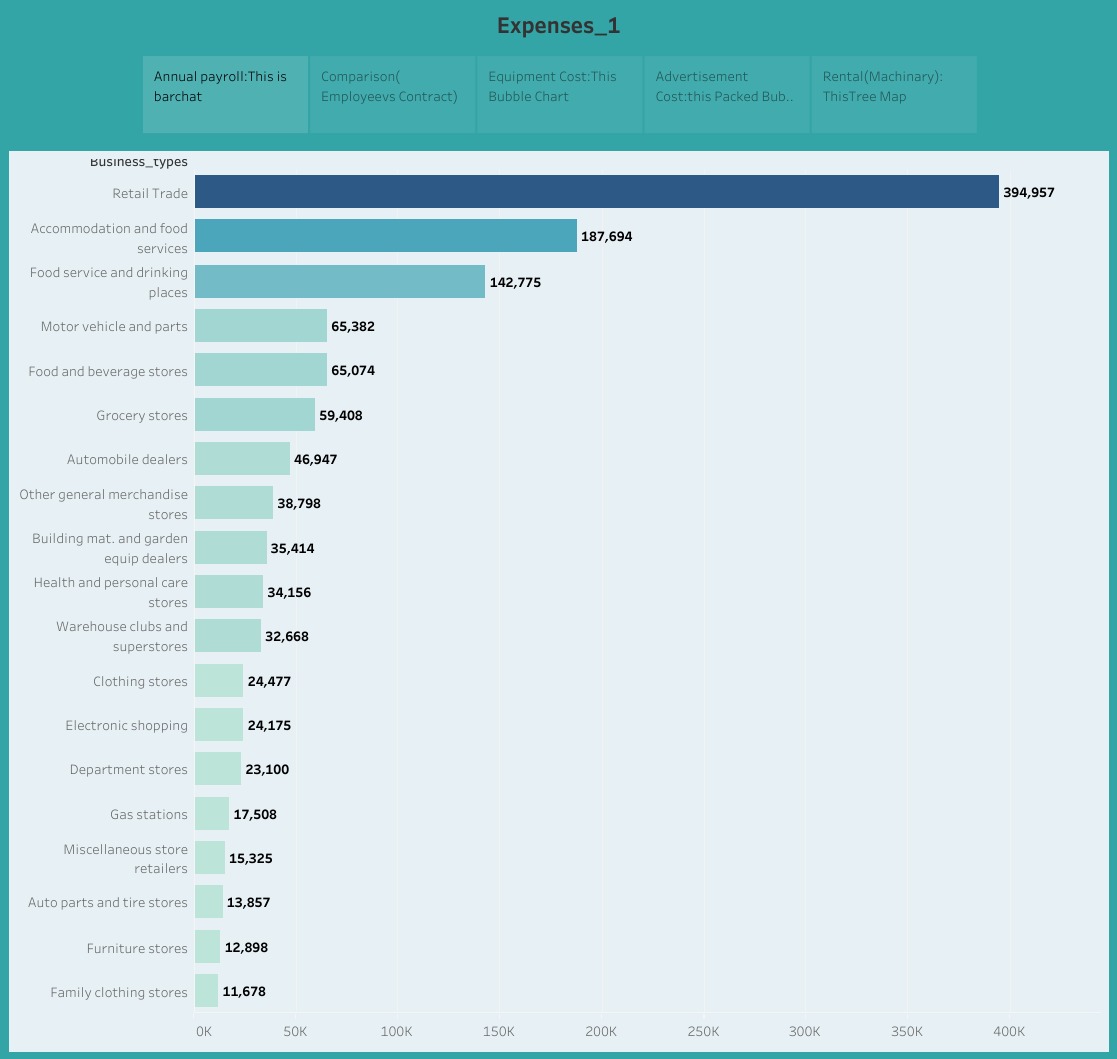 Expenses_1
Annual payroll:This is
barchat
Comparison(
Employeevs Contract)
Equipment Cost:This
Bubble Chart
Advertisement
Cost:this Packed Bub..
Rental(Machinary):
ThisTree Map
Business_types
Retail Trade
394,957
Accommodation and food
services
187,694
Food service and drinking
places
142,775
Motor vehicle and parts
65,382
Food and beverage stores
65,074
Grocery stores
59,408
Automobile dealers
46,947
Other general merchandise
stores
38,798
Building mat. and garden
equip dealers
35,414
Health and personal care
stores
34,156
Warehouse clubs and
superstores
32,668
Clothing stores
24,477
Electronic shopping
24,175
Department stores
23,100
Gas stations
17,508
Miscellaneous store
retailers
15,325
Auto parts and tire stores
13,857
Furniture stores
12,898
Family clothing stores
11,678
0K 50K 100K 150K 200K 250K 300K 350K 400K